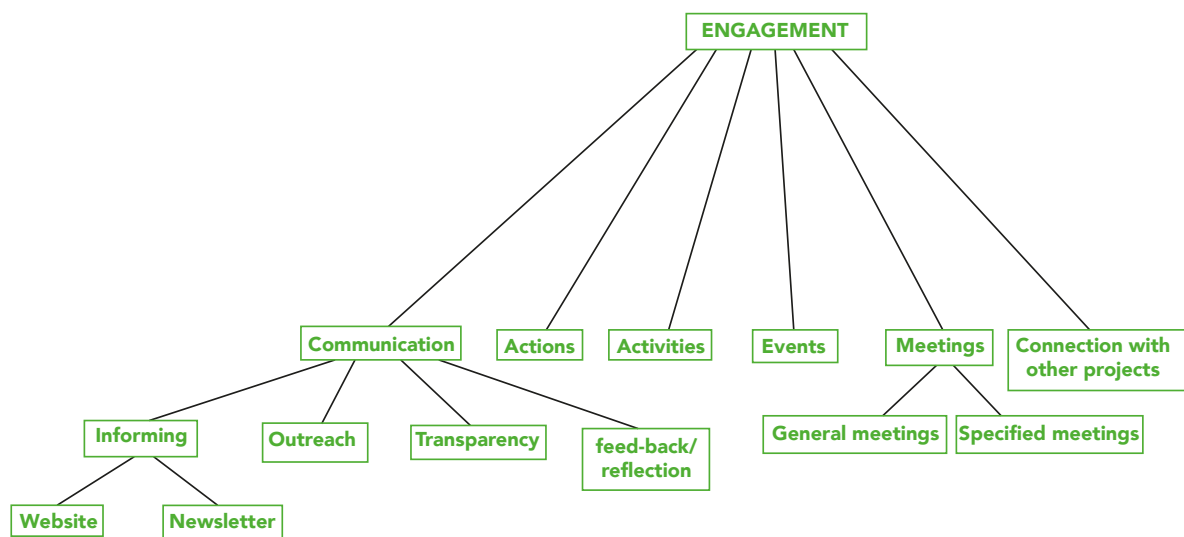 ENGAGEMENT
Communication
Actions
Activities
Events
Meetings
Connection with
other projects
Informing
Outreach
Transparency
feed-back/
reflection
General meetings
Specified meetings
Website
Newsletter